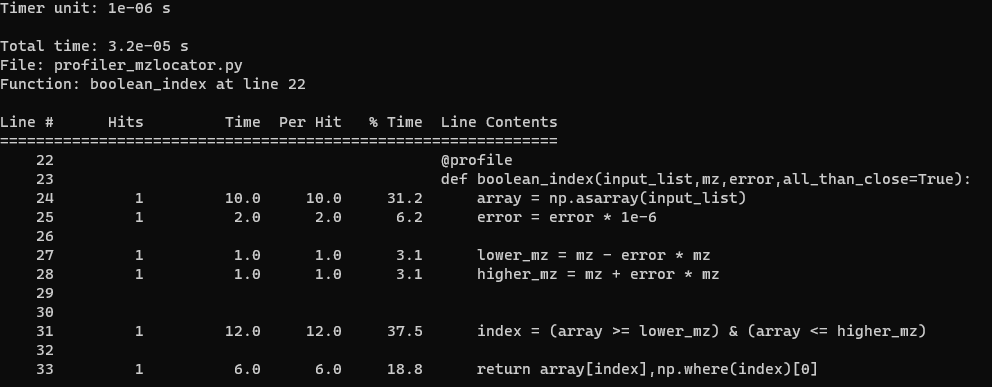 Timer unit: 1e-06 s
Total time: 3.2e-05 s
File: profiler_mzlocator.py
Function: boolean_index at line 22
Line #      Hits         Time  Per Hit   % Time  Line Contents
==============================================================
    22                                           @profile
    23                                           def boolean_index(input_list,mz,error,all_than_close=True):
    24         1         10.0     10.0     31.2      array = np.asarray(input_list)
    25         1          2.0      2.0      6.2      error = error * 1e-6
    26
    27         1          1.0      1.0      3.1      lower_mz = mz - error * mz
    28         1          1.0      1.0      3.1      higher_mz = mz + error * mz
    29
    30
    31         1         12.0     12.0     37.5      index = (array >= lower_mz) & (array <= higher_mz)
    32
    33         1          6.0      6.0     18.8      return array[index],np.where(index)[0]